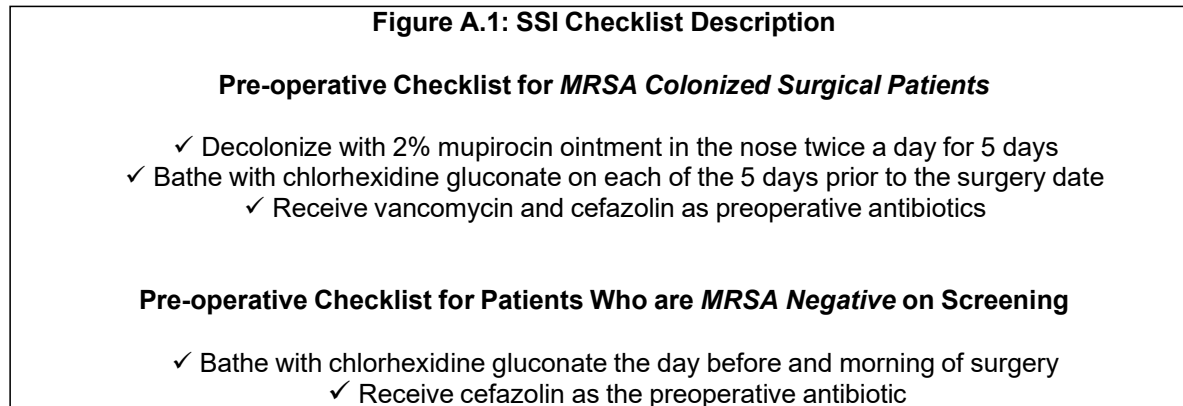 Figure A.1: SSI Checklist Description
Pre-operative Checklist for MRSA Colonized Surgical Patients
✓ Decolonize with 2% mupirocin ointment in the nose twice a day for 5 days
✓ Bathe with chlorhexidine gluconate on each of the 5 days prior to the surgery date
✓ Receive vancomycin and cefazolin as preoperative antibiotics
Pre-operative Checklist for Patients Who are MRSA Negative on Screening
✓ Bathe with chlorhexidine gluconate the day before and morning of surgery
✓ Receive cefazolin as the preoperative antibiotic